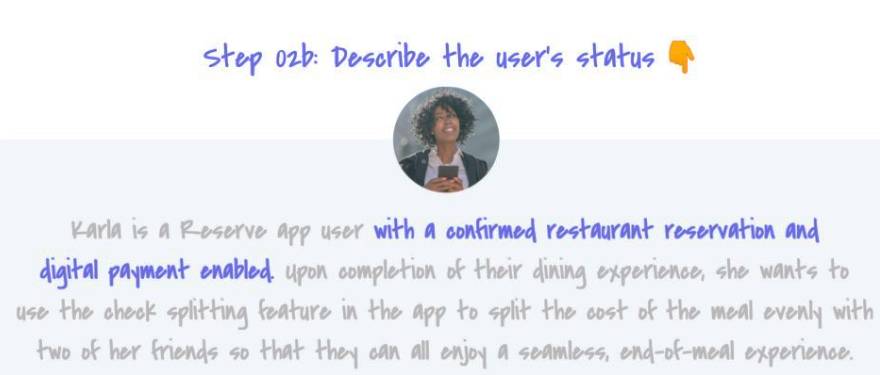 Step 02b: Describe the user's status 👇
Karla is a Reserve app user with a confirmed restaurant reservation and
digital payment enabled. Upon completion of their dining experience, she wants to
use the check splitting feature in the app to split the cost of the meal evenly with
two of her friends so that they can all enjoy a seamless, end-of-meal experience.